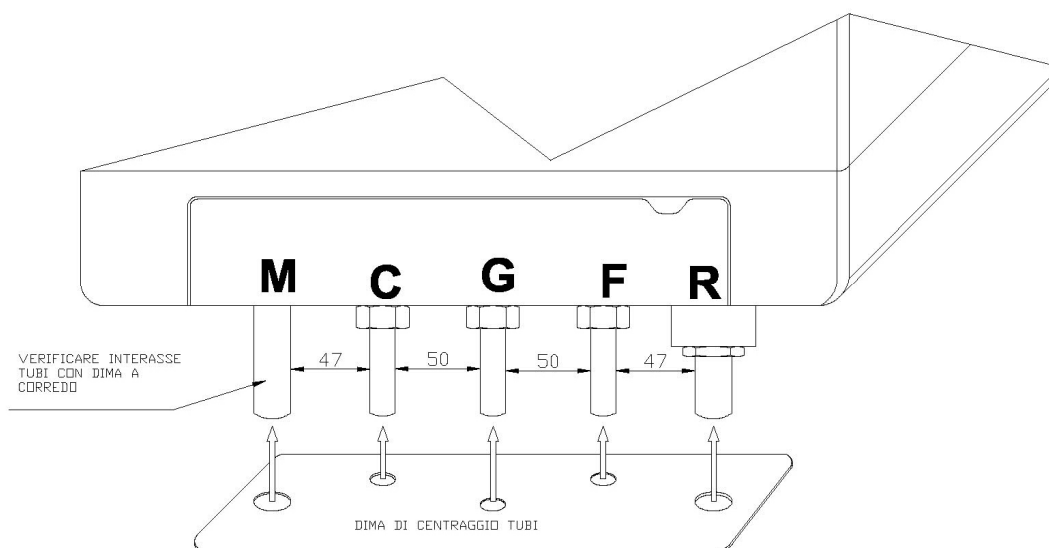 M C G F R
47 50 50 47
VERIFICARE INTERASSE
TUBI CON DIMA A
CORREDO
DIMA DI CENTRAGGIO TUBI